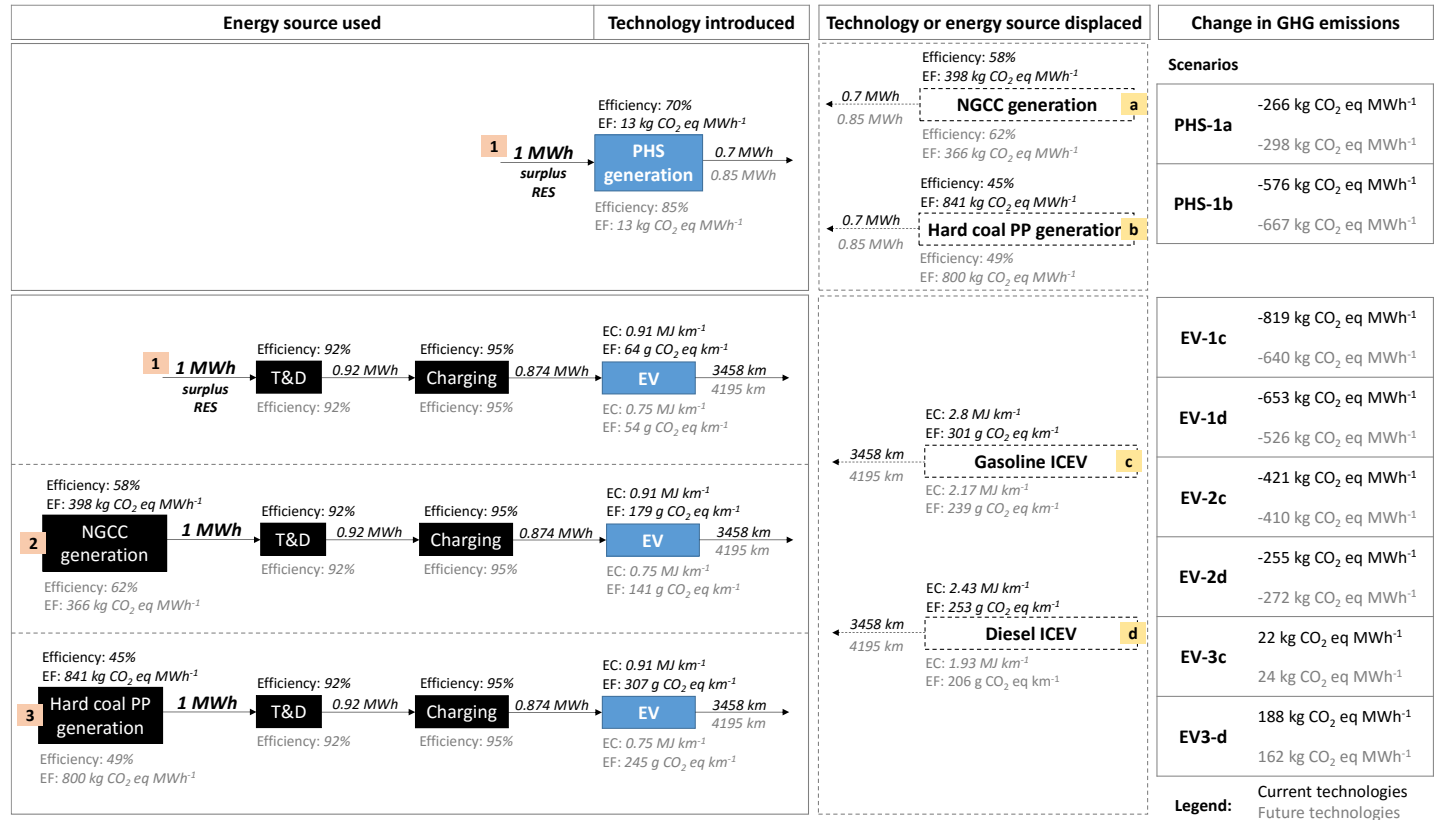 Energy source used
Technology introduced
Technology or energy source displaced
Change in GHG emissions
Efficiency: 70%
EF: 13 kg CO₂ eq MWh⁻¹
1
1 MWh
surplus
RES
PHS
generation
0.7 MWh
0.85 MWh
Efficiency: 85%
EF: 13 kg CO₂ eq MWh⁻¹
Efficiency: 58%
EF: 398 kg CO₂ eq MWh⁻¹
0.7 MWh
0.85 MWh
NGCC generation
a
Efficiency: 62%
EF: 366 kg CO₂ eq MWh⁻¹
Efficiency: 45%
EF: 841 kg CO₂ eq MWh⁻¹
0.7 MWh
0.85 MWh
Hard coal PP generation
b
Efficiency: 49%
EF: 800 kg CO₂ eq MWh⁻¹
Scenarios
PHS-1a
-266 kg CO₂ eq MWh⁻¹
-298 kg CO₂ eq MWh⁻¹
PHS-1b
-576 kg CO₂ eq MWh⁻¹
-667 kg CO₂ eq MWh⁻¹
1
1 MWh
surplus
RES
Efficiency: 92%
T&D
Efficiency: 92%
0.92 MWh
Efficiency: 95%
Charging
Efficiency: 95%
0.874 MWh
EC: 0.91 MJ km⁻¹
EF: 64 g CO₂ eq km⁻¹
EV
EC: 0.75 MJ km⁻¹
EF: 54 g CO₂ eq km⁻¹
3458 km
4195 km
Efficiency: 58%
EF: 398 kg CO₂ eq MWh⁻¹
2
NGCC
generation
Efficiency: 62%
EF: 366 kg CO₂ eq MWh⁻¹
1 MWh
Efficiency: 92%
T&D
Efficiency: 92%
0.92 MWh
Efficiency: 95%
Charging
Efficiency: 95%
0.874 MWh
EC: 0.91 MJ km⁻¹
EF: 179 g CO₂ eq km⁻¹
EV
EC: 0.75 MJ km⁻¹
EF: 141 g CO₂ eq km⁻¹
3458 km
4195 km
Efficiency: 45%
EF: 841 kg CO₂ eq MWh⁻¹
3
Hard coal PP
generation
Efficiency: 49%
EF: 800 kg CO₂ eq MWh⁻¹
1 MWh
Efficiency: 92%
T&D
Efficiency: 92%
0.92 MWh
Efficiency: 95%
Charging
Efficiency: 95%
0.874 MWh
EC: 0.91 MJ km⁻¹
EF: 307 g CO₂ eq km⁻¹
EV
EC: 0.75 MJ km⁻¹
EF: 245 g CO₂ eq km⁻¹
3458 km
4195 km
EC: 2.8 MJ km⁻¹
EF: 301 g CO₂ eq km⁻¹
3458 km
4195 km
Gasoline ICEV
c
EC: 2.17 MJ km⁻¹
EF: 239 g CO₂ eq km⁻¹
EC: 2.43 MJ km⁻¹
EF: 253 g CO₂ eq km⁻¹
3458 km
4195 km
Diesel ICEV
d
EC: 1.93 MJ km⁻¹
EF: 206 g CO₂ eq km⁻¹
EV-1c
-819 kg CO₂ eq MWh⁻¹
-640 kg CO₂ eq MWh⁻¹
EV-1d
-653 kg CO₂ eq MWh⁻¹
-526 kg CO₂ eq MWh⁻¹
EV-2c
-421 kg CO₂ eq MWh⁻¹
-410 kg CO₂ eq MWh⁻¹
EV-2d
-255 kg CO₂ eq MWh⁻¹
-272 kg CO₂ eq MWh⁻¹
EV-3c
22 kg CO₂ eq MWh⁻¹
24 kg CO₂ eq MWh⁻¹
EV3-d
188 kg CO₂ eq MWh⁻¹
162 kg CO₂ eq MWh⁻¹
Legend:
Current technologies
Future technologies